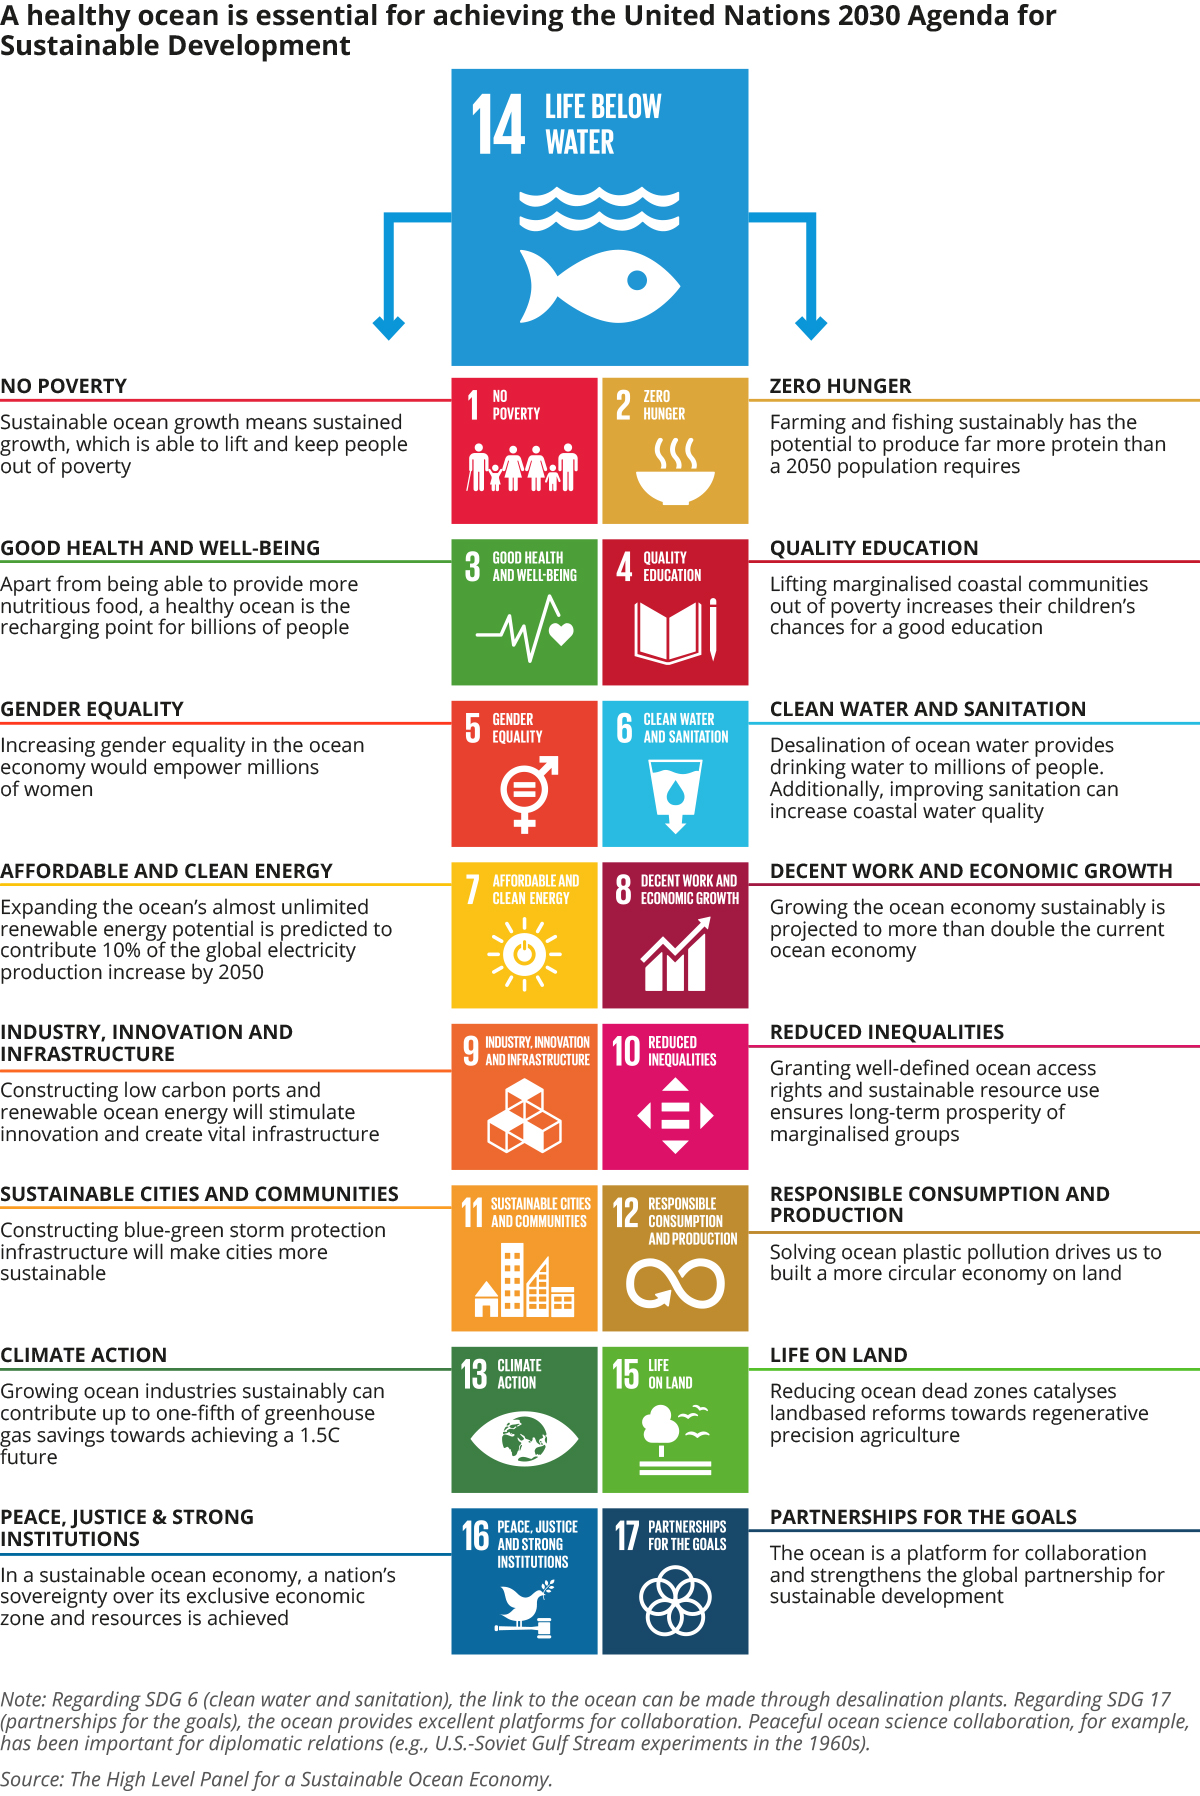 A healthy ocean is essential for achieving the United Nations 2030 Agenda for
Sustainable Development
14 LIFE BELOW
WATER
NO POVERTY
Sustainable ocean growth means sustained
growth, which is able to lift and keep people
out of poverty
1 NO
POVERTY
2 ZERO
HUNGER
ZERO HUNGER
Farming and fishing sustainably has the
potential to produce far more protein than
a 2050 population requires
GOOD HEALTH AND WELL-BEING
Apart from being able to provide more
nutritious food, a healthy ocean is the
recharging point for billions of people
3 GOOD HEALTH
AND WELL-BEING
4 QUALITY
EDUCATION
QUALITY EDUCATION
Lifting marginalised coastal communities
out of poverty increases their children’s
chances for a good education
GENDER EQUALITY
Increasing gender equality in the ocean
economy would empower millions
of women
5 GENDER
EQUALITY
6 CLEAN WATER
AND SANITATION
CLEAN WATER AND SANITATION
Desalination of ocean water provides
drinking water to millions of people.
Additionally, improving sanitation can
increase coastal water quality
AFFORDABLE AND CLEAN ENERGY
Expanding the ocean’s almost unlimited
renewable energy potential is predicted to
contribute 10% of the global electricity
production increase by 2050
7 AFFORDABLE AND
CLEAN ENERGY
8 DECENT WORK AND
ECONOMIC GROWTH
DECENT WORK AND ECONOMIC GROWTH
Growing the ocean economy sustainably is
projected to more than double the current
ocean economy
INDUSTRY, INNOVATION AND
INFRASTRUCTURE
Constructing low carbon ports and
renewable ocean energy will stimulate
innovation and create vital infrastructure
9 INDUSTRY, INNOVATION
AND INFRASTRUCTURE
10 REDUCED
INEQUALITIES
REDUCED INEQUALITIES
Granting well-defined ocean access
rights and sustainable resource use
ensures long-term prosperity of
marginalised groups
SUSTAINABLE CITIES AND COMMUNITIES
Constructing blue-green storm protection
infrastructure will make cities more
sustainable
11 SUSTAINABLE CITIES
AND COMMUNITIES
12 RESPONSIBLE
CONSUMPTION
AND PRODUCTION
RESPONSIBLE CONSUMPTION AND
PRODUCTION
Solving ocean plastic pollution drives us to
built a more circular economy on land
CLIMATE ACTION
Growing ocean industries sustainably can
contribute up to one-fifth of greenhouse
gas savings towards achieving a 1.5C
future
13 CLIMATE
ACTION
15 LIFE
ON LAND
LIFE ON LAND
Reducing ocean dead zones catalyses
landbased reforms towards regenerative
precision agriculture
PEACE, JUSTICE & STRONG
INSTITUTIONS
In a sustainable ocean economy, a nation’s
sovereignty over its exclusive economic
zone and resources is achieved
16 PEACE, JUSTICE
AND STRONG
INSTITUTIONS
17 PARTNERSHIPS
FOR THE GOALS
PARTNERSHIPS FOR THE GOALS
The ocean is a platform for collaboration
and strengthens the global partnership for
sustainable development
Note: Regarding SDG 6 (clean water and sanitation), the link to the ocean can be made through desalination plants. Regarding SDG 17
(partnerships for the goals), the ocean provides excellent platforms for collaboration. Peaceful ocean science collaboration, for example,
has been important for diplomatic relations (e.g., U.S.-Soviet Gulf Stream experiments in the 1960s).
Source: The High Level Panel for a Sustainable Ocean Economy.